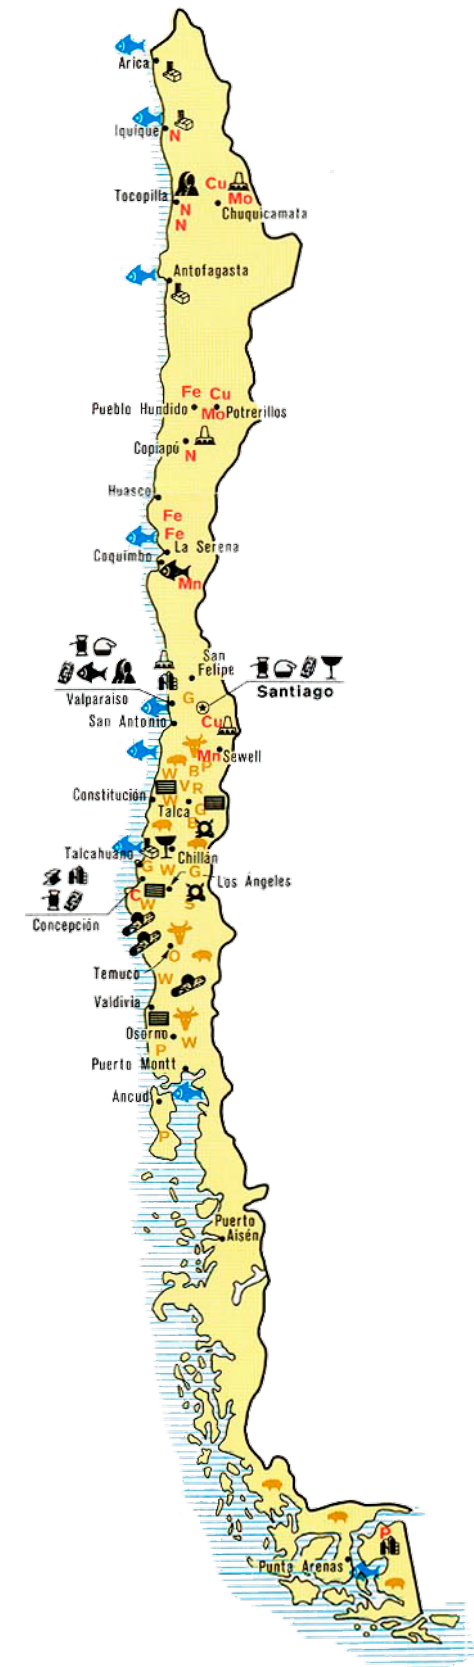 Arica
Iquique
N
Tocopilla
Cu
Mo
N
N
Chuquicamata
Antofagasta
Fe Cu
Pueblo Hundido
Mo
Potrerillos
Copiapú
N
Huasco
Fe
Fe
La Serena
Coquimbo
Mn
San
Felipe
Santiago
Valparaiso
G
San Antonio
Cu
Mn
Sewell
W
B
P
V
R
Constitución
W
G
Talca
B
Talcahuano
Chillán
G
W
G
Los Ángeles
C
W
S
Concepción
O
Temuco
W
Valdivia
Osorno
W
P
Puerto Montt
Ancud
P
Puerto
Aisén
P
Punta Arenas